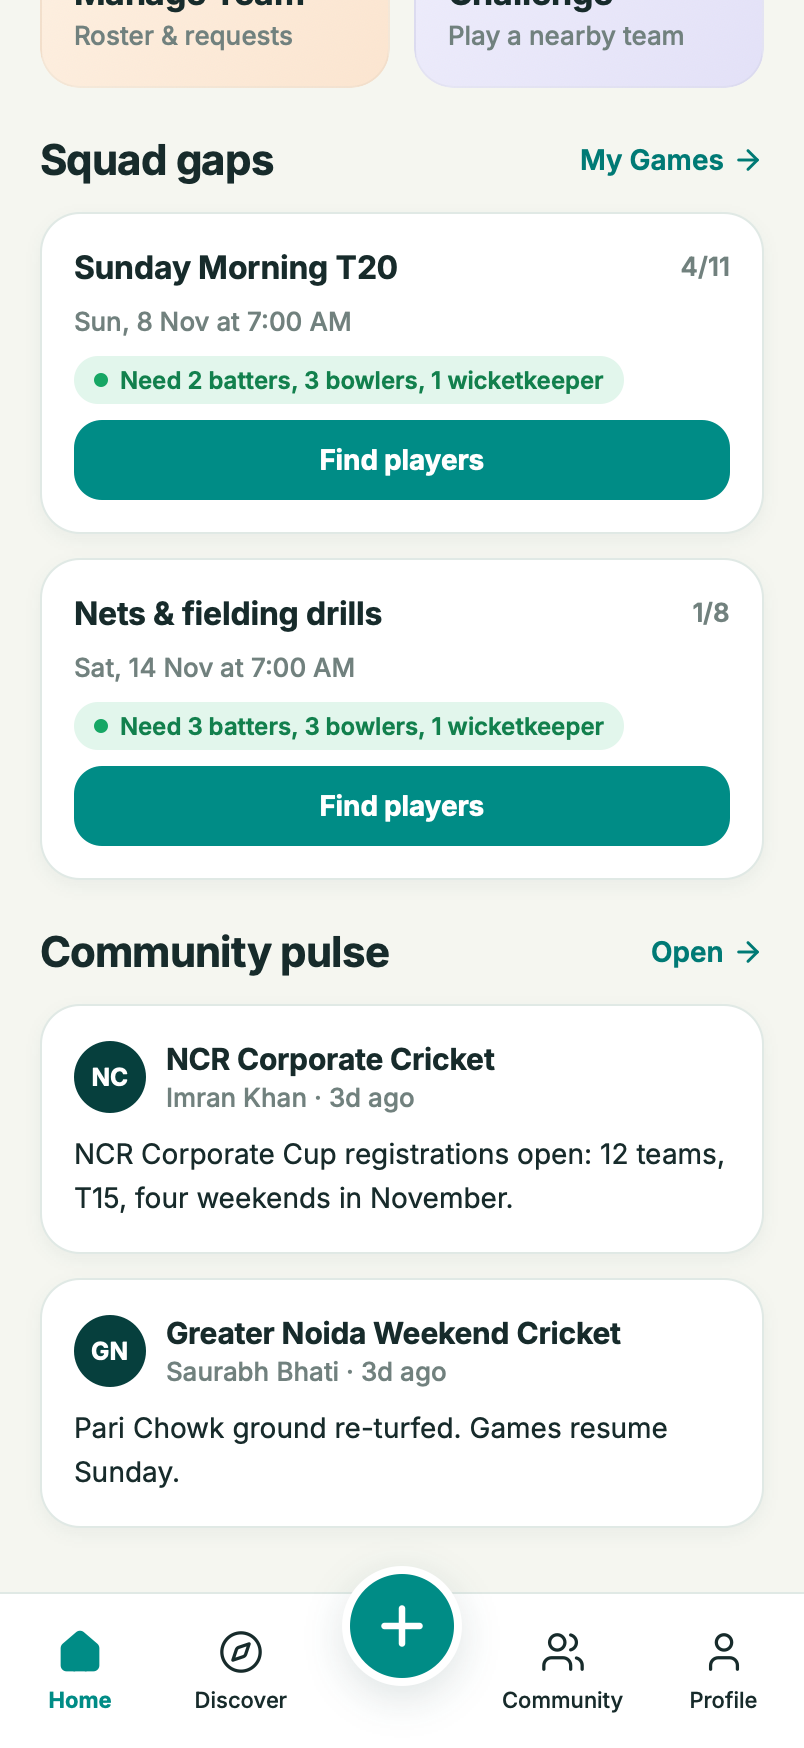 Manage Team
Challenge
Roster & requests
Play a nearby team
Squad gaps
My Games →
Sunday Morning T20
4/11
Sun, 8 Nov at 7:00 AM
Need 2 batters, 3 bowlers, 1 wicketkeeper
Find players
Nets & fielding drills
1/8
Sat, 14 Nov at 7:00 AM
Need 3 batters, 3 bowlers, 1 wicketkeeper
Find players
Community pulse
Open →
NC
NCR Corporate Cricket
Imran Khan · 3d ago
NCR Corporate Cup registrations open: 12 teams,
T15, four weekends in November.
GN
Greater Noida Weekend Cricket
Saurabh Bhati · 3d ago
Pari Chowk ground re-turfed. Games resume
Sunday.
Home
Discover
Community
Profile